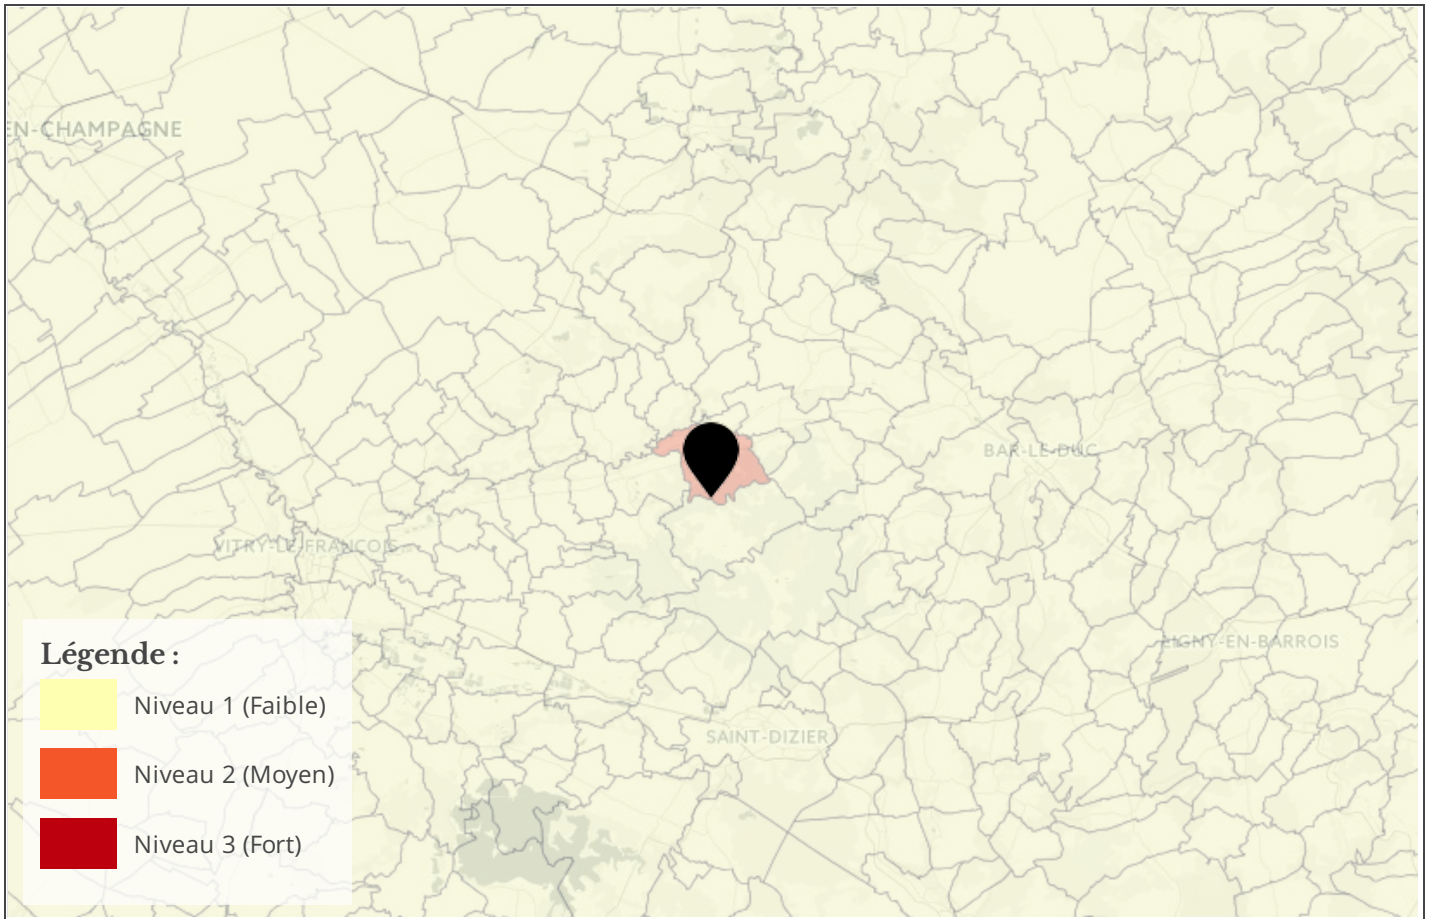 EN-CHAMPAGNE
BAR-LE-DUC
VITRY-LE-FRANÇOIS
LIGNY-EN-BARROIS
SAINT-DIZIER
Légende :
Niveau 1 (Faible)
Niveau 2 (Moyen)
Niveau 3 (Fort)